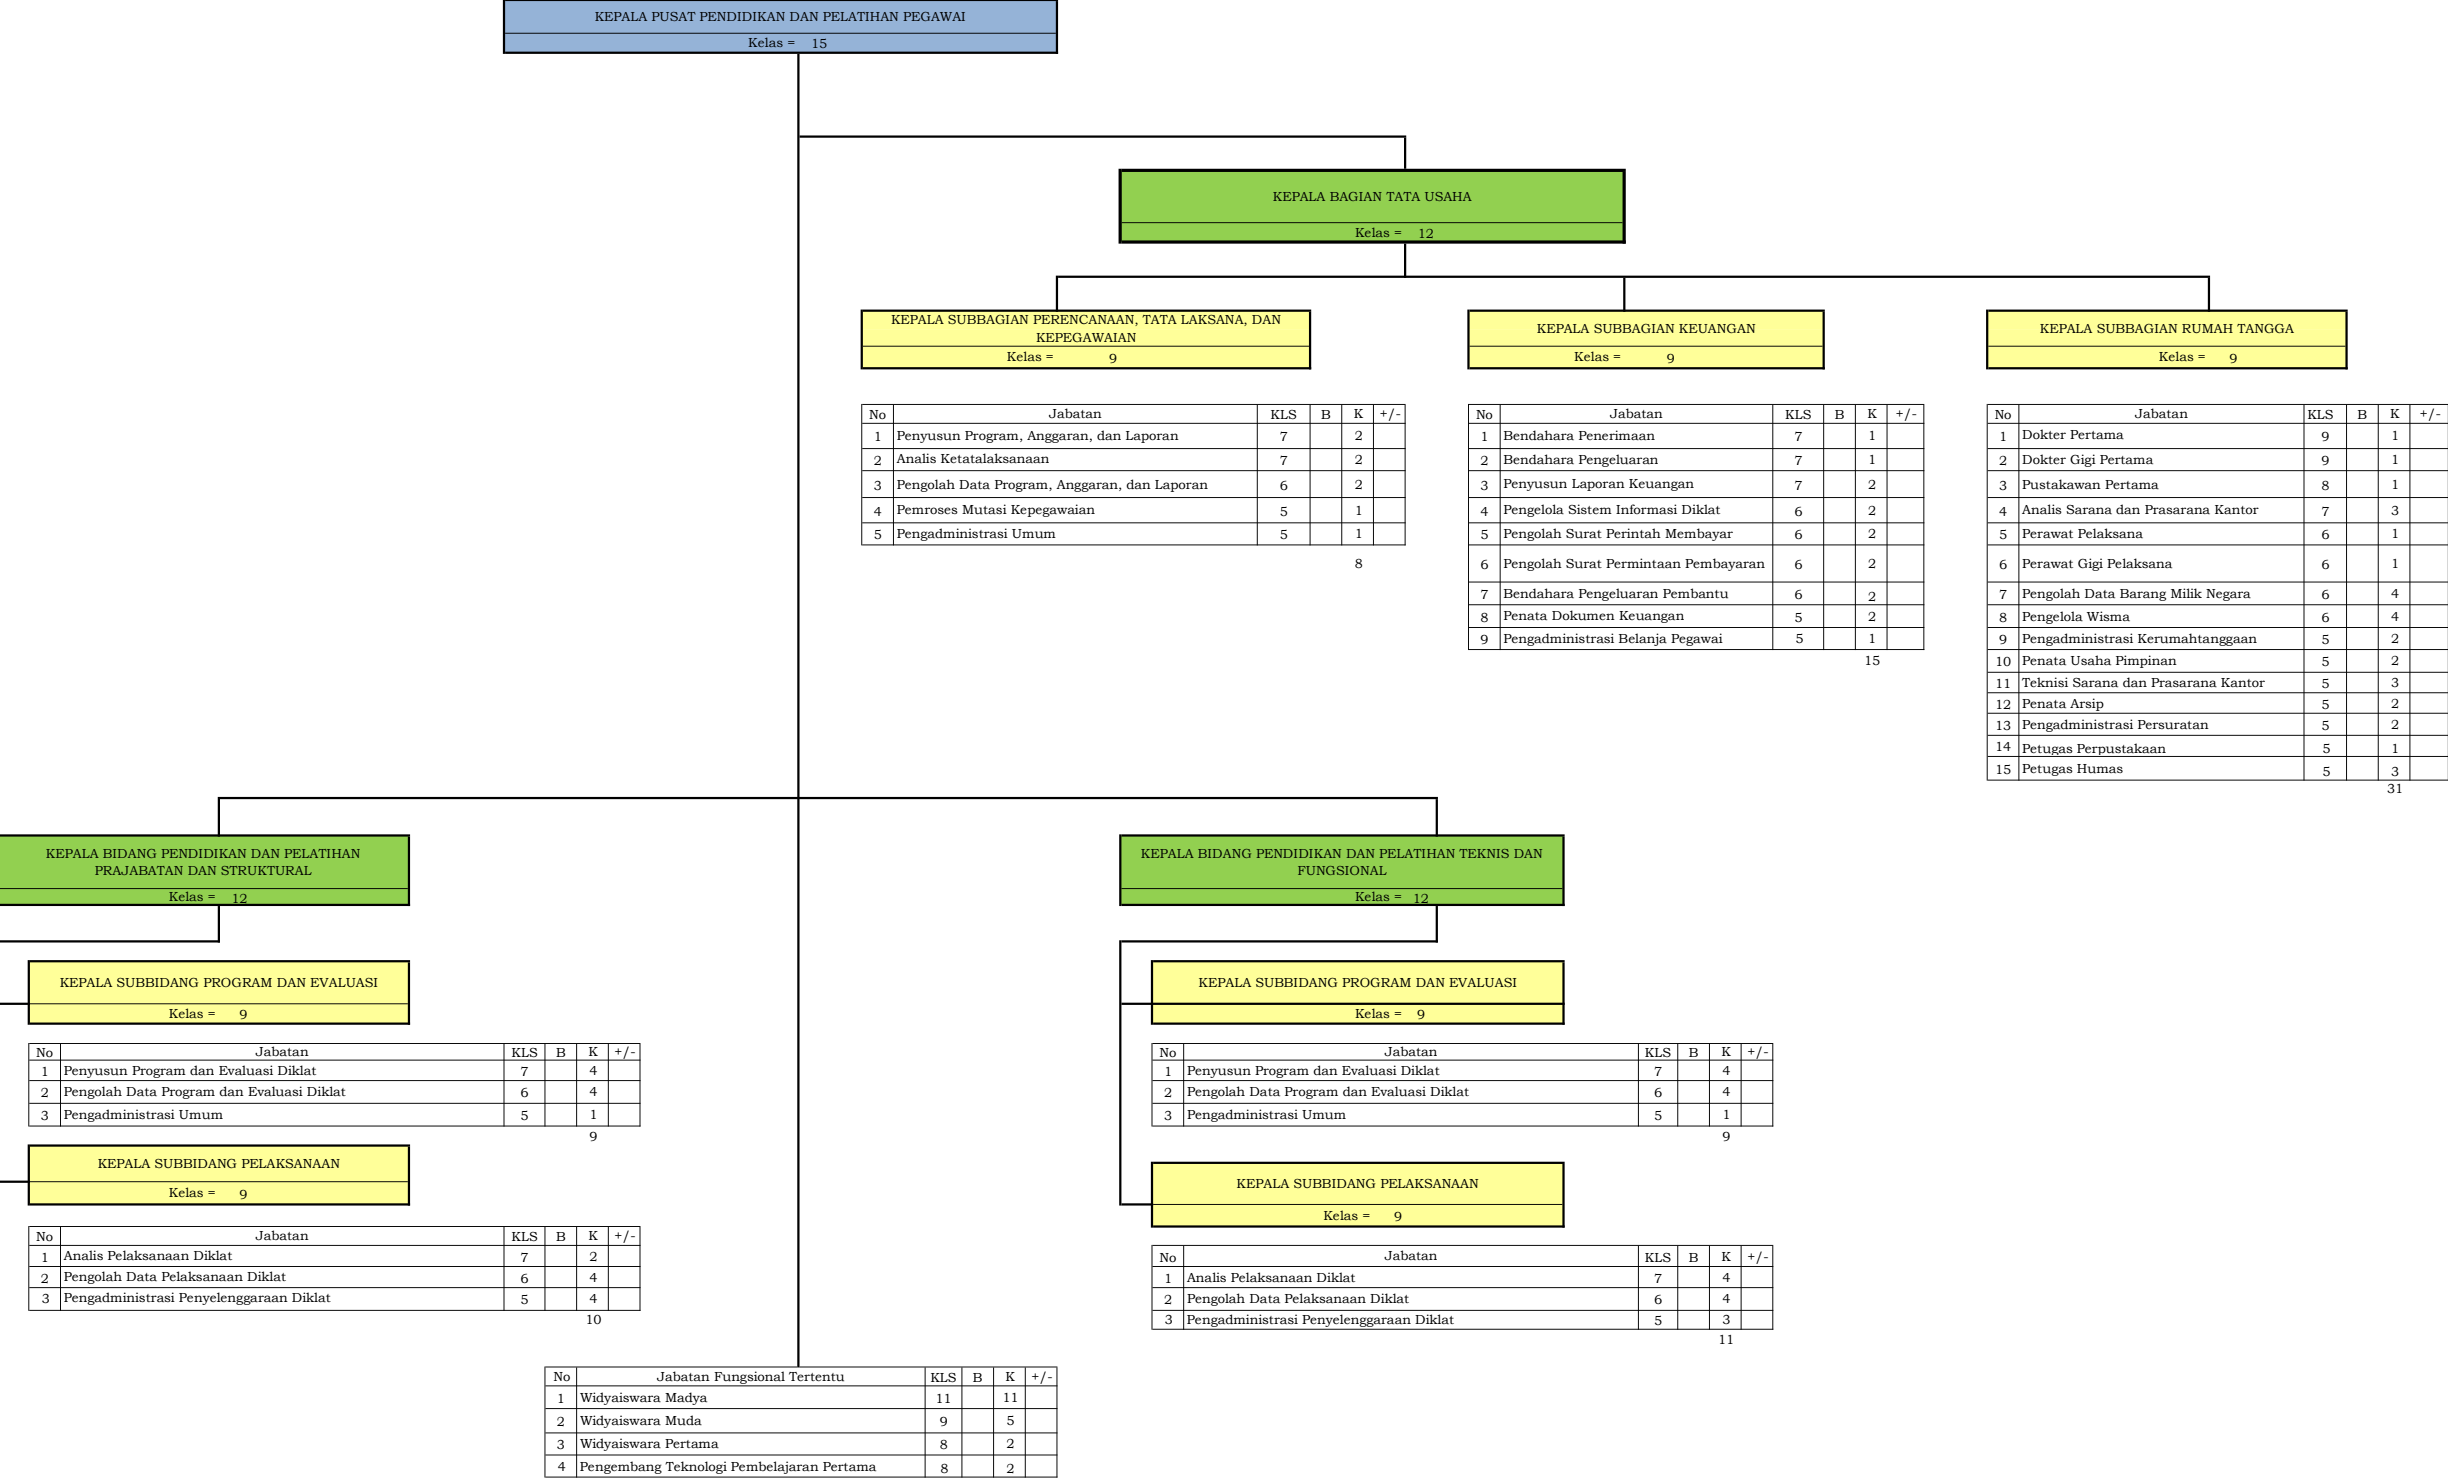 KEPALA PUSAT PENDIDIKAN DAN PELATIHAN PEGAWAI
Kelas = 15
KEPALA BAGIAN TATA USAHA
Kelas = 12
KEPALA SUBBAGIAN PERENCANAAN, TATA LAKSANA, DAN
KEPEGAWAIAN
Kelas = 9
No Jabatan KLS B K +/-
1 Penyusun Program, Anggaran, dan Laporan 7 2
2 Analis Ketatalaksanaan 7 2
3 Pengolah Data Program, Anggaran, dan Laporan 6 2
4 Pemroses Mutasi Kepegawaian 5 1
5 Pengadministrasi Umum 5 1
8
KEPALA SUBBAGIAN KEUANGAN
Kelas = 9
No Jabatan KLS B K +/-
1 Bendahara Penerimaan 7 1
2 Bendahara Pengeluaran 7 1
3 Penyusun Laporan Keuangan 7 2
4 Pengelola Sistem Informasi Diklat 6 2
5 Pengolah Surat Perintah Membayar 6 2
6 Pengolah Surat Permintaan Pembayaran 6 2
7 Bendahara Pengeluaran Pembantu 6 2
8 Penata Dokumen Keuangan 5 2
9 Pengadministrasi Belanja Pegawai 5 1
15
KEPALA SUBBAGIAN RUMAH TANGGA
Kelas = 9
No Jabatan KLS B K +/-
1 Dokter Pertama 9 1
2 Dokter Gigi Pertama 9 1
3 Pustakawan Pertama 8 1
4 Analis Sarana dan Prasarana Kantor 7 3
5 Perawat Pelaksana 6 1
6 Perawat Gigi Pelaksana 6 1
7 Pengolah Data Barang Milik Negara 6 4
8 Pengelola Wisma 6 4
9 Pengadministrasi Kerumahtanggaan 5 2
10 Penata Usaha Pimpinan 5 2
11 Teknisi Sarana dan Prasarana Kantor 5 3
12 Penata Arsip 5 2
13 Pengadministrasi Persuratan 5 2
14 Petugas Perpustakaan 5 1
15 Petugas Humas 5 3
31
KEPALA BIDANG PENDIDIKAN DAN PELATIHAN
PRAJABATAN DAN STRUKTURAL
Kelas = 12
KEPALA SUBBIDANG PROGRAM DAN EVALUASI
Kelas = 9
No Jabatan KLS B K +/-
1 Penyusun Program dan Evaluasi Diklat 7 4
2 Pengolah Data Program dan Evaluasi Diklat 6 4
3 Pengadministrasi Umum 5 1
9
KEPALA SUBBIDANG PELAKSANAAN
Kelas = 9
No Jabatan KLS B K +/-
1 Analis Pelaksanaan Diklat 7 2
2 Pengolah Data Pelaksanaan Diklat 6 4
3 Pengadministrasi Penyelenggaraan Diklat 5 4
10
KEPALA BIDANG PENDIDIKAN DAN PELATIHAN TEKNIS DAN
FUNGSIONAL
Kelas = 12
KEPALA SUBBIDANG PROGRAM DAN EVALUASI
Kelas = 9
No Jabatan KLS B K +/-
1 Penyusun Program dan Evaluasi Diklat 7 4
2 Pengolah Data Program dan Evaluasi Diklat 6 4
3 Pengadministrasi Umum 5 1
9
KEPALA SUBBIDANG PELAKSANAAN
Kelas = 9
No Jabatan KLS B K +/-
1 Analis Pelaksanaan Diklat 7 4
2 Pengolah Data Pelaksanaan Diklat 6 4
3 Pengadministrasi Penyelenggaraan Diklat 5 3
11
No Jabatan Fungsional Tertentu KLS B K +/-
1 Widyaiswara Madya 11 11
2 Widyaiswara Muda 9 5
3 Widyaiswara Pertama 8 2
4 Pengembang Teknologi Pembelajaran Pertama 8 2